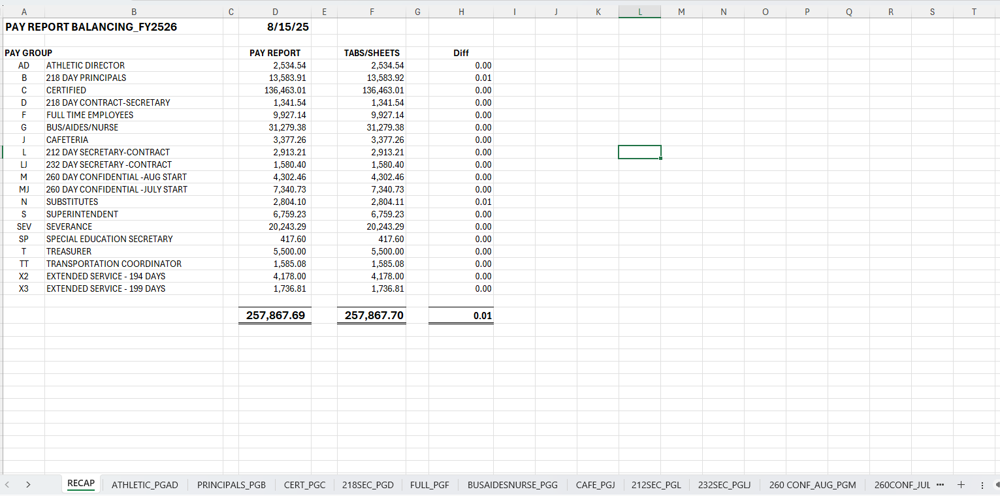 A B C D E F G H I J K L M N O P Q R S T
PAY REPORT BALANCING_FY2526 8/15/25
PAY GROUP PAY REPORT TABS/SHEETS Diff
AD ATHLETIC DIRECTOR 2,534.54 2,534.54 0.00
B 218 DAY PRINCIPALS 13,583.91 13,583.92 0.01
C CERTIFIED 136,463.01 136,463.01 0.00
D 218 DAY CONTRACT-SECRETARY 1,341.54 1,341.54 0.00
F FULL TIME EMPLOYEES 9,927.14 9,927.14 0.00
G BUS/AIDES/NURSE 31,279.38 31,279.38 0.00
J CAFETERIA 3,377.26 3,377.26 0.00
L 212 DAY SECRETARY-CONTRACT 2,913.21 2,913.21 0.00
LJ 232 DAY SECRETARY -CONTRACT 1,580.40 1,580.40 0.00
M 260 DAY CONFIDENTIAL -AUG START 4,302.46 4,302.46 0.00
MJ 260 DAY CONFIDENTIAL -JULY START 7,340.73 7,340.73 0.00
N SUBSTITUTES 2,804.10 2,804.11 0.01
S SUPERINTENDENT 6,759.23 6,759.23 0.00
SEV SEVERANCE 20,243.29 20,243.29 0.00
SP SPECIAL EDUCATION SECRETARY 417.60 417.60 0.00
T TREASURER 5,500.00 5,500.00 0.00
TT TRANSPORTATION COORDINATOR 1,585.08 1,585.08 0.00
X2 EXTENDED SERVICE - 194 DAYS 4,178.00 4,178.00 0.00
X3 EXTENDED SERVICE - 199 DAYS 1,736.81 1,736.81 0.00
257,867.69 257,867.70 0.01
RECAP ATHLETIC_PGAD PRINCIPALS_PGB CERT_PGC 218SEC_PGD FULL_PGF BUSAIDESNURSE_PGG CAFE_PGJ 212SEC_PGL 232SEC_PGLJ 260 CONF_AUG_PGM 260CONF_JUL ...